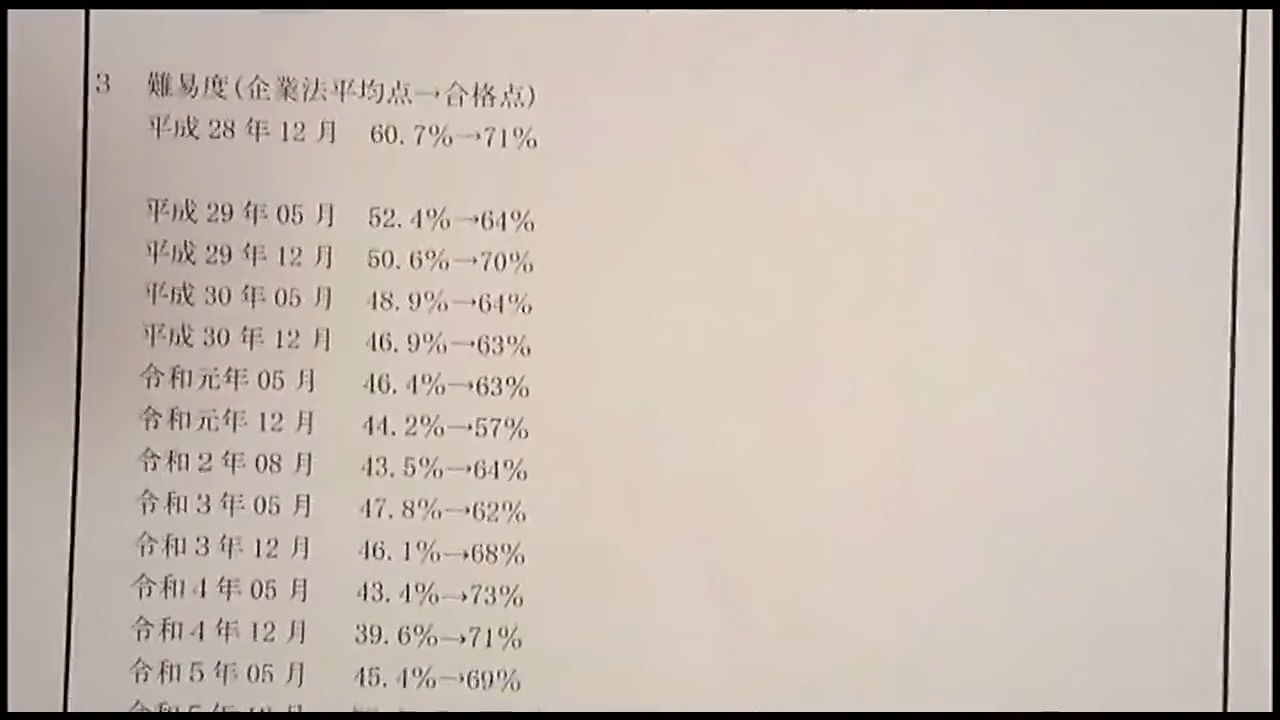 3 難易度(企業法平均点→合格点)
平成28年12月 60.7%→71%
平成29年05月 52.4%→64%
平成29年12月 50.6%→70%
平成30年05月 48.9%→64%
平成30年12月 46.9%→63%
令和元年05月 46.4%→63%
令和元年12月 44.2%→57%
令和2年08月 43.5%→64%
令和3年05月 47.8%→62%
令和3年12月 46.1%→68%
令和4年05月 43.4%→73%
令和4年12月 39.6%→71%
令和5年05月 45.4%→69%